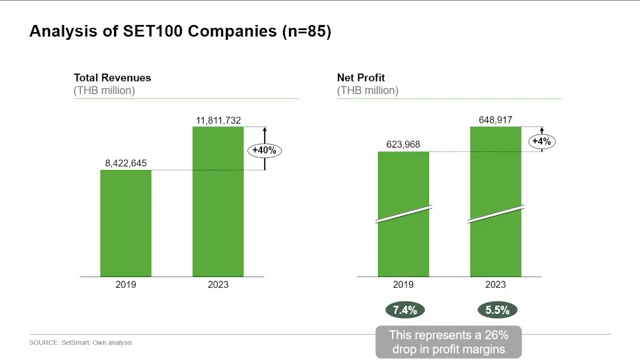 Analysis of SET100 Companies (n=85)
Total Revenues
(THB million)
11,811,732
8,422,645
+40%
2019
2023
Net Profit
(THB million)
648,917
623,968
+4%
2019
2023
7.4%
5.5%
This represents a 26%
drop in profit margins
SOURCE: SetSmart, Own analysis